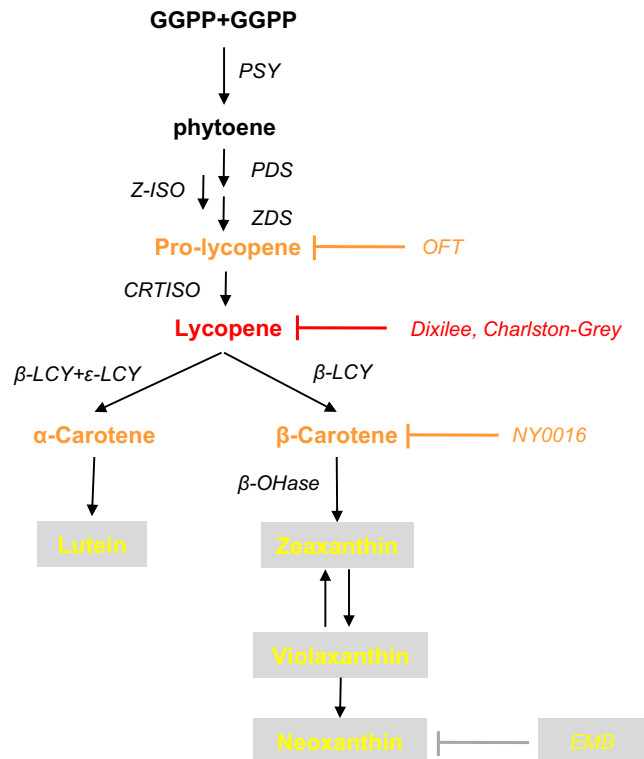 GGPP+GGPP
PSY
phytoene
PDS
Z-ISO
ZDS
Pro-lycopene
OFT
CRTISO
Lycopene
Dixilee, Charlston-Grey
β-LCY+ε-LCY
β-LCY
α-Carotene
β-Carotene
NY0016
β-OHase
Lutein
Zeaxanthin
Violaxanthin
Neoxanthin
EMB